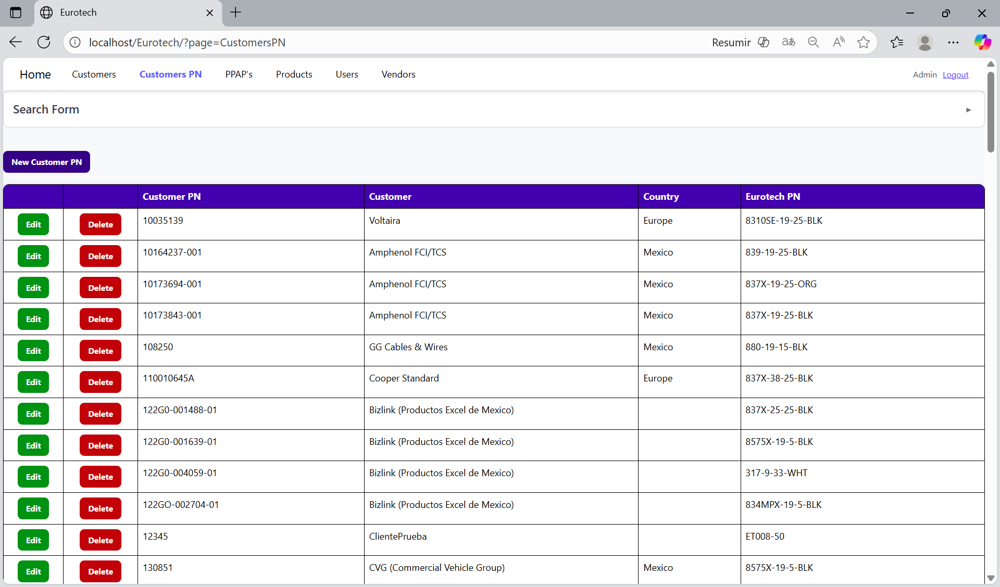 Eurotech
localhost/Eurotech/?page=CustomersPN
Resumir
Home Customers Customers PN PPAP's Products Users Vendors Admin Logout
Search Form
New Customer PN
Customer PN Customer Country Eurotech PN
Edit Delete 10035139 Voltaira Europe 8310SE-19-25-BLK
Edit Delete 10164237-001 Amphenol FCI/TCS Mexico 839-19-25-BLK
Edit Delete 10173694-001 Amphenol FCI/TCS Mexico 837X-19-25-ORG
Edit Delete 10173843-001 Amphenol FCI/TCS Mexico 837X-19-25-BLK
Edit Delete 108250 GG Cables & Wires Mexico 880-19-15-BLK
Edit Delete 110010645A Cooper Standard Europe 837X-38-25-BLK
Edit Delete 122G0-001488-01 Bizlink (Productos Excel de Mexico) 837X-25-25-BLK
Edit Delete 122G0-001639-01 Bizlink (Productos Excel de Mexico) 8575X-19-5-BLK
Edit Delete 122G0-004059-01 Bizlink (Productos Excel de Mexico) 317-9-33-WHT
Edit Delete 122GO-002704-01 Bizlink (Productos Excel de Mexico) 834MPX-19-5-BLK
Edit Delete 12345 ClientePrueba ET008-50
Edit Delete 130851 CVG (Commercial Vehicle Group) Mexico 8575X-19-5-BLK